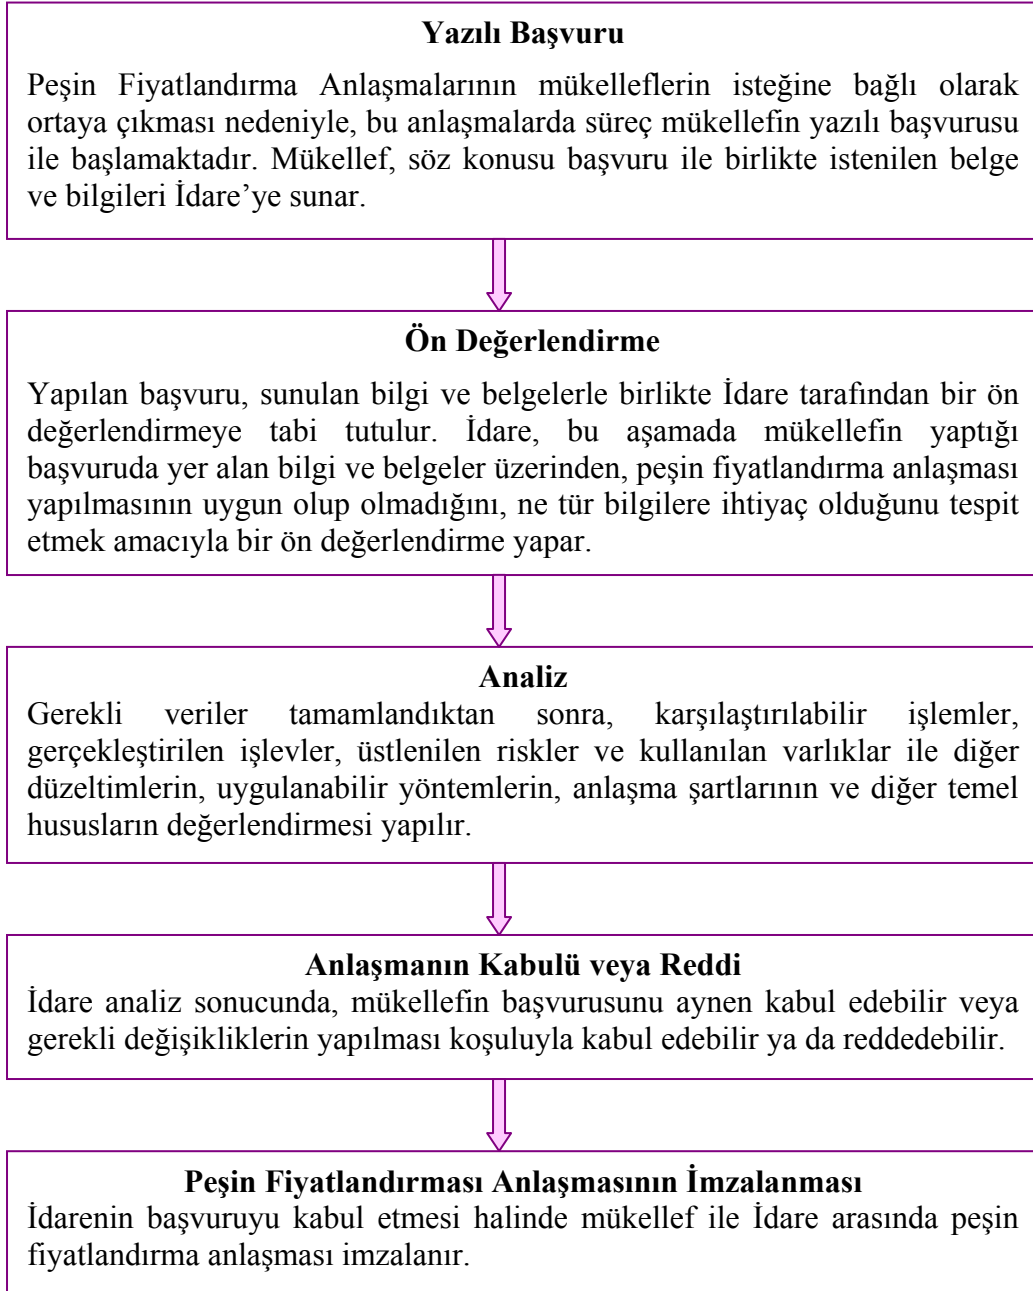 Yazılı Başvuru
Peşin Fiyatlandırma Anlaşmalarının mükelleflerin isteğine bağlı olarak
ortaya çıkması nedeniyle, bu anlaşmalarda süreç mükellefin yazılı başvurusu
ile başlamaktadır. Mükellef, söz konusu başvuru ile birlikte istenilen belge
ve bilgileri İdare’ye sunar.
Ön Değerlendirme
Yapılan başvuru, sunulan bilgi ve belgelerle birlikte İdare tarafından bir ön
değerlendirmeye tabi tutulur. İdare, bu aşamada mükellefin yaptığı
başvuruda yer alan bilgi ve belgeler üzerinden, peşin fiyatlandırma anlaşması
yapılmasının uygun olup olmadığını, ne tür bilgilere ihtiyaç olduğunu tespit
etmek amacıyla bir ön değerlendirme yapar.
Analiz
Gerekli veriler tamamlandıktan sonra, karşılaştırılabilir işlemler,
gerçekleştirilen işlevler, üstlenilen riskler ve kullanılan varlıklar ile diğer
düzeltimlerin, uygulanabilir yöntemlerin, anlaşma şartlarının ve diğer temel
hususların değerlendirmesi yapılır.
Anlaşmanın Kabulü veya Reddi
İdare analiz sonucunda, mükellefin başvurusunu aynen kabul edebilir veya
gerekli değişikliklerin yapılması koşuluyla kabul edebilir ya da reddedebilir.
Peşin Fiyatlandırması Anlaşmasının İmzalanması
İdarenin başvuruyu kabul etmesi halinde mükellef ile İdare arasında peşin
fiyatlandırma anlaşması imzalanır.